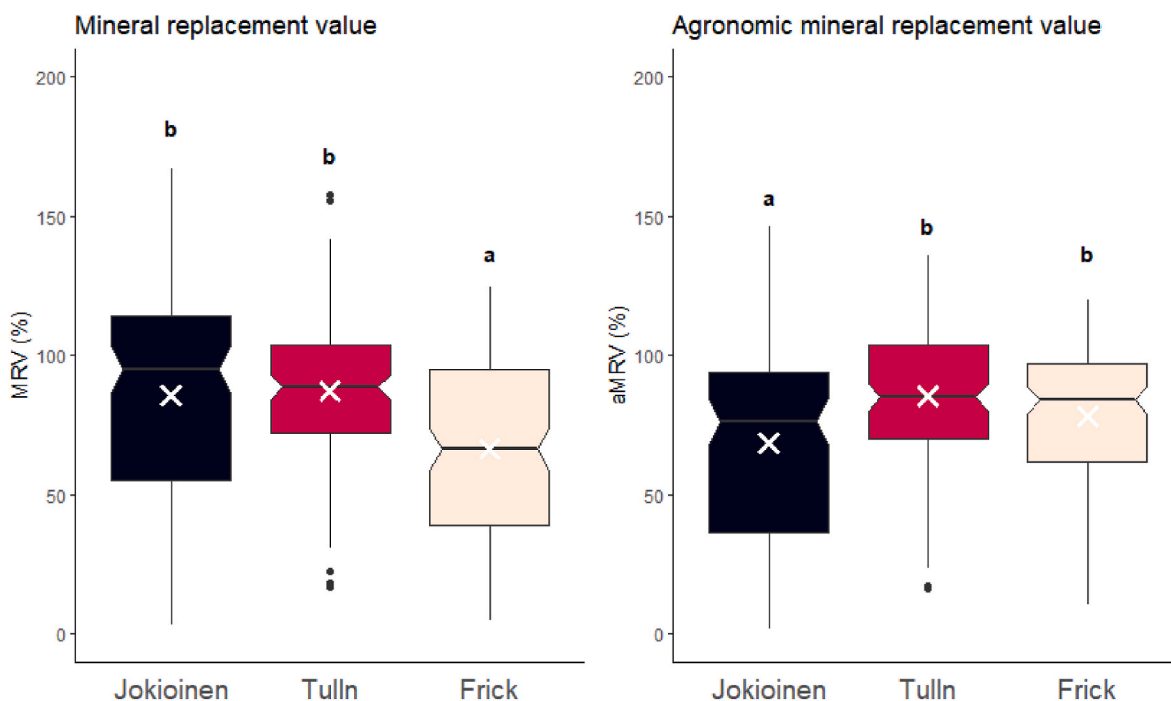 Mineral replacement value
MRV (%)
200
150
100
50
0
b
b
a
Jokioinen Tulln Frick
Agronomic mineral replacement value
aMRV (%)
200
150
100
50
0
a
b
b
Jokioinen Tulln Frick